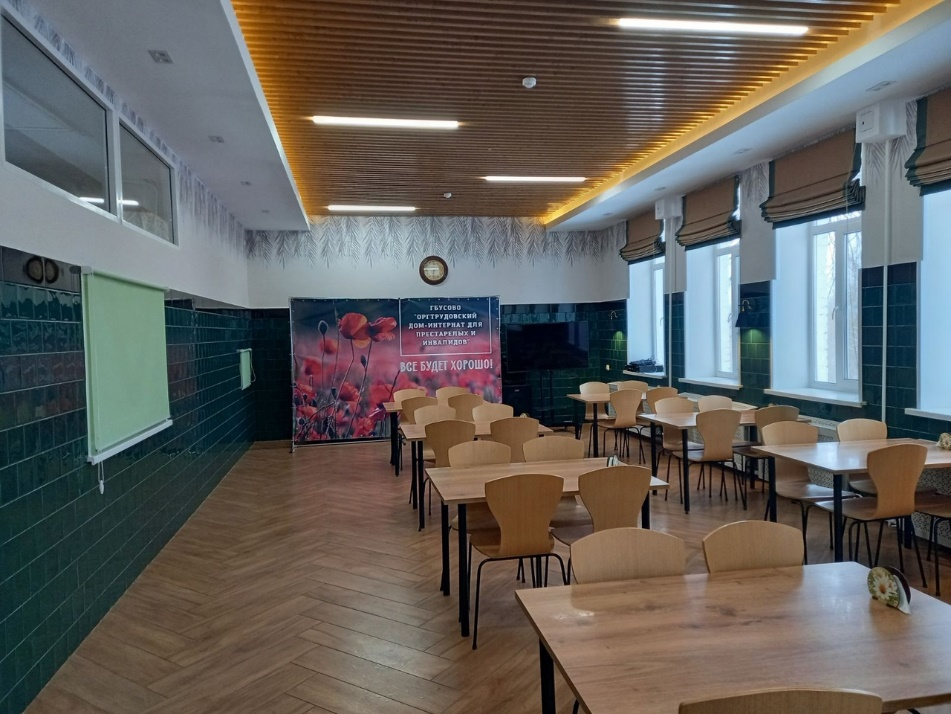 ГБУСОВО
"ОРГТРУДОВСКИЙ
ДОМ-ИНТЕРНАТ ДЛЯ
ПРЕСТАРЕЛЫХ И
ИНВАЛИДОВ"
ВСЕ БУДЕТ ХОРОШО!